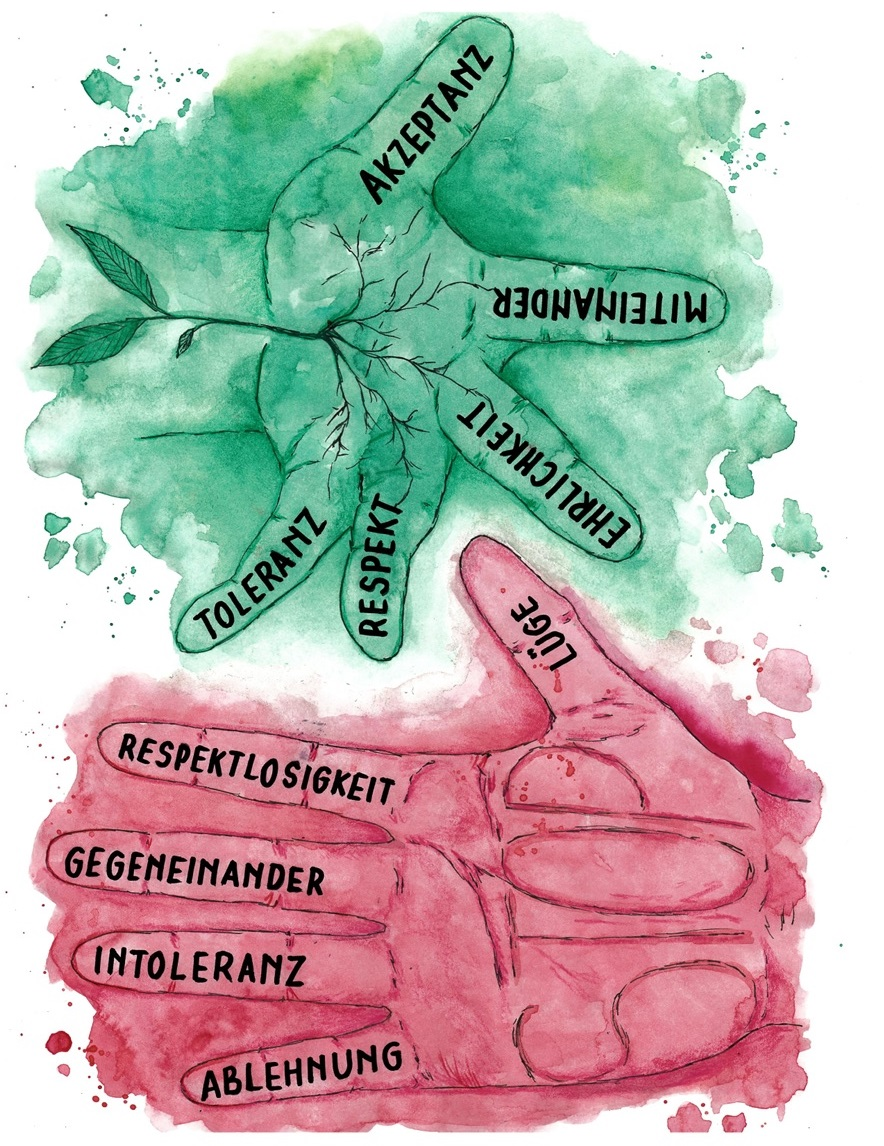 AKZEPTANZ
MITEINANDER
EHRLICHKEIT
RESPEKT
TOLERANZ
LÜGE
RESPEKTLOSIGKEIT
GEGENEINANDER
INTOLERANZ
ABLEHNUNG